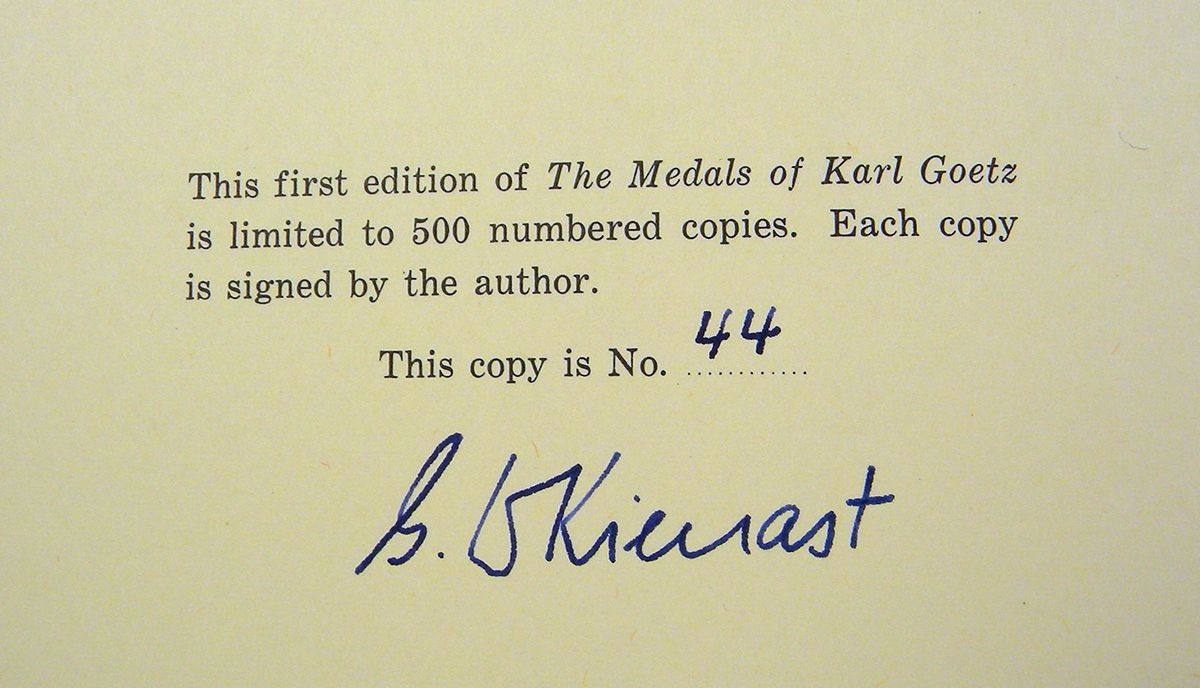 This first edition of The Medals of Karl Goetz
is limited to 500 numbered copies. Each copy
is signed by the author.
This copy is No. 44
G. W Kienast